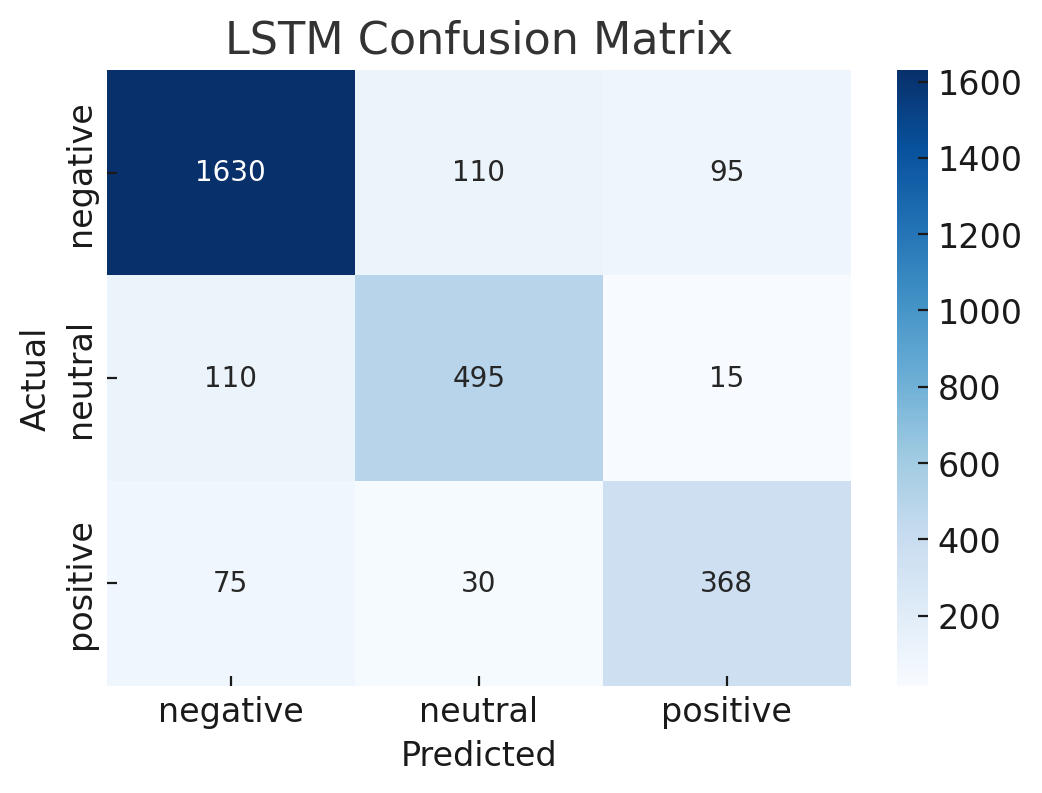 LSTM Confusion Matrix
Actual
negative
1630 110 95
neutral
110 495 15
positive
75 30 368
negative neutral positive
Predicted
1600
1400
1200
1000
800
600
400
200